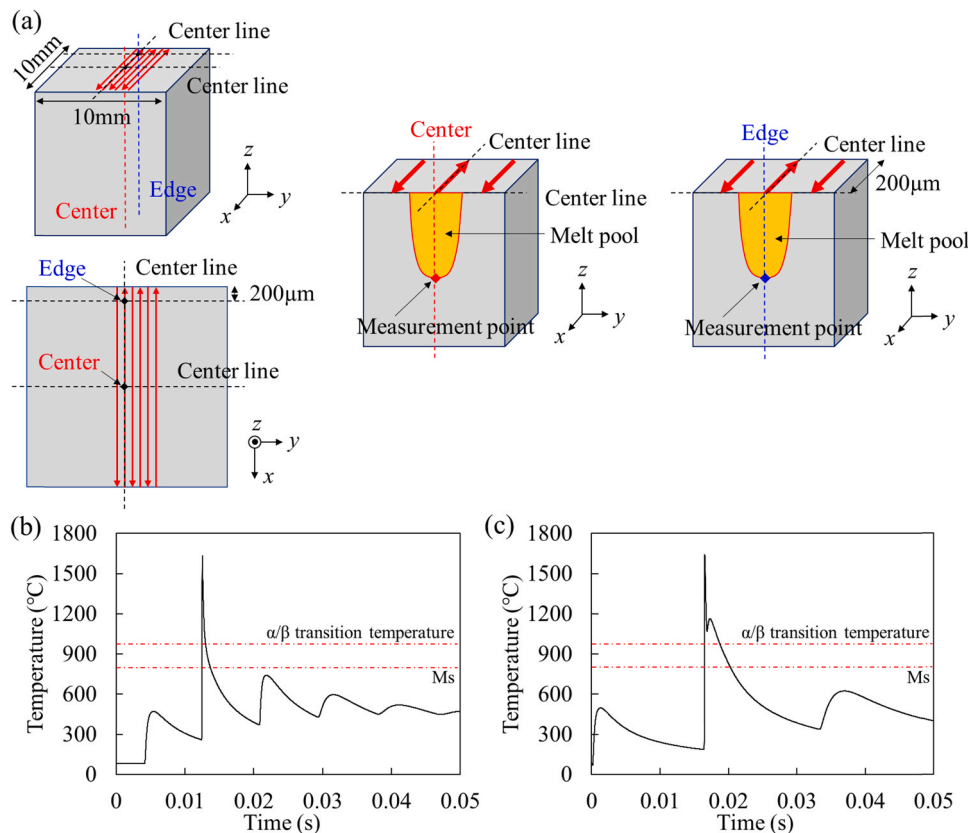 (a)
Center line
10mm
Center line
10mm
Edge
Center
z
y
x
Center
Center line
Center line
Melt pool
Measurement point
z
y
x
Edge
Center line
200μm
Melt pool
Measurement point
z
y
x
Edge
Center line
200μm
Center
Center line
z
y
x
(b)
1800
1500
1200
900
600
300
0
Temperature (°C)
α/β transition temperature
Ms
0 0.01 0.02 0.03 0.04 0.05
Time (s)
(c)
1800
1500
1200
900
600
300
0
Temperature (°C)
α/β transition temperature
Ms
0 0.01 0.02 0.03 0.04 0.05
Time (s)